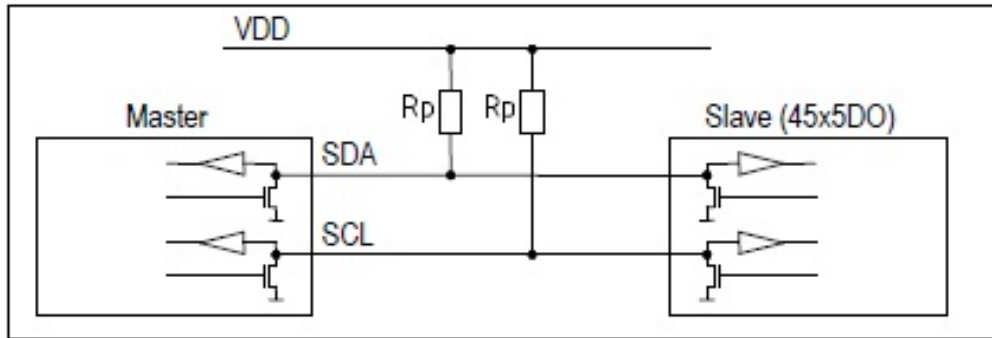 VDD
Rp Rp
Master
Slave (45x5DO)
SDA
SCL